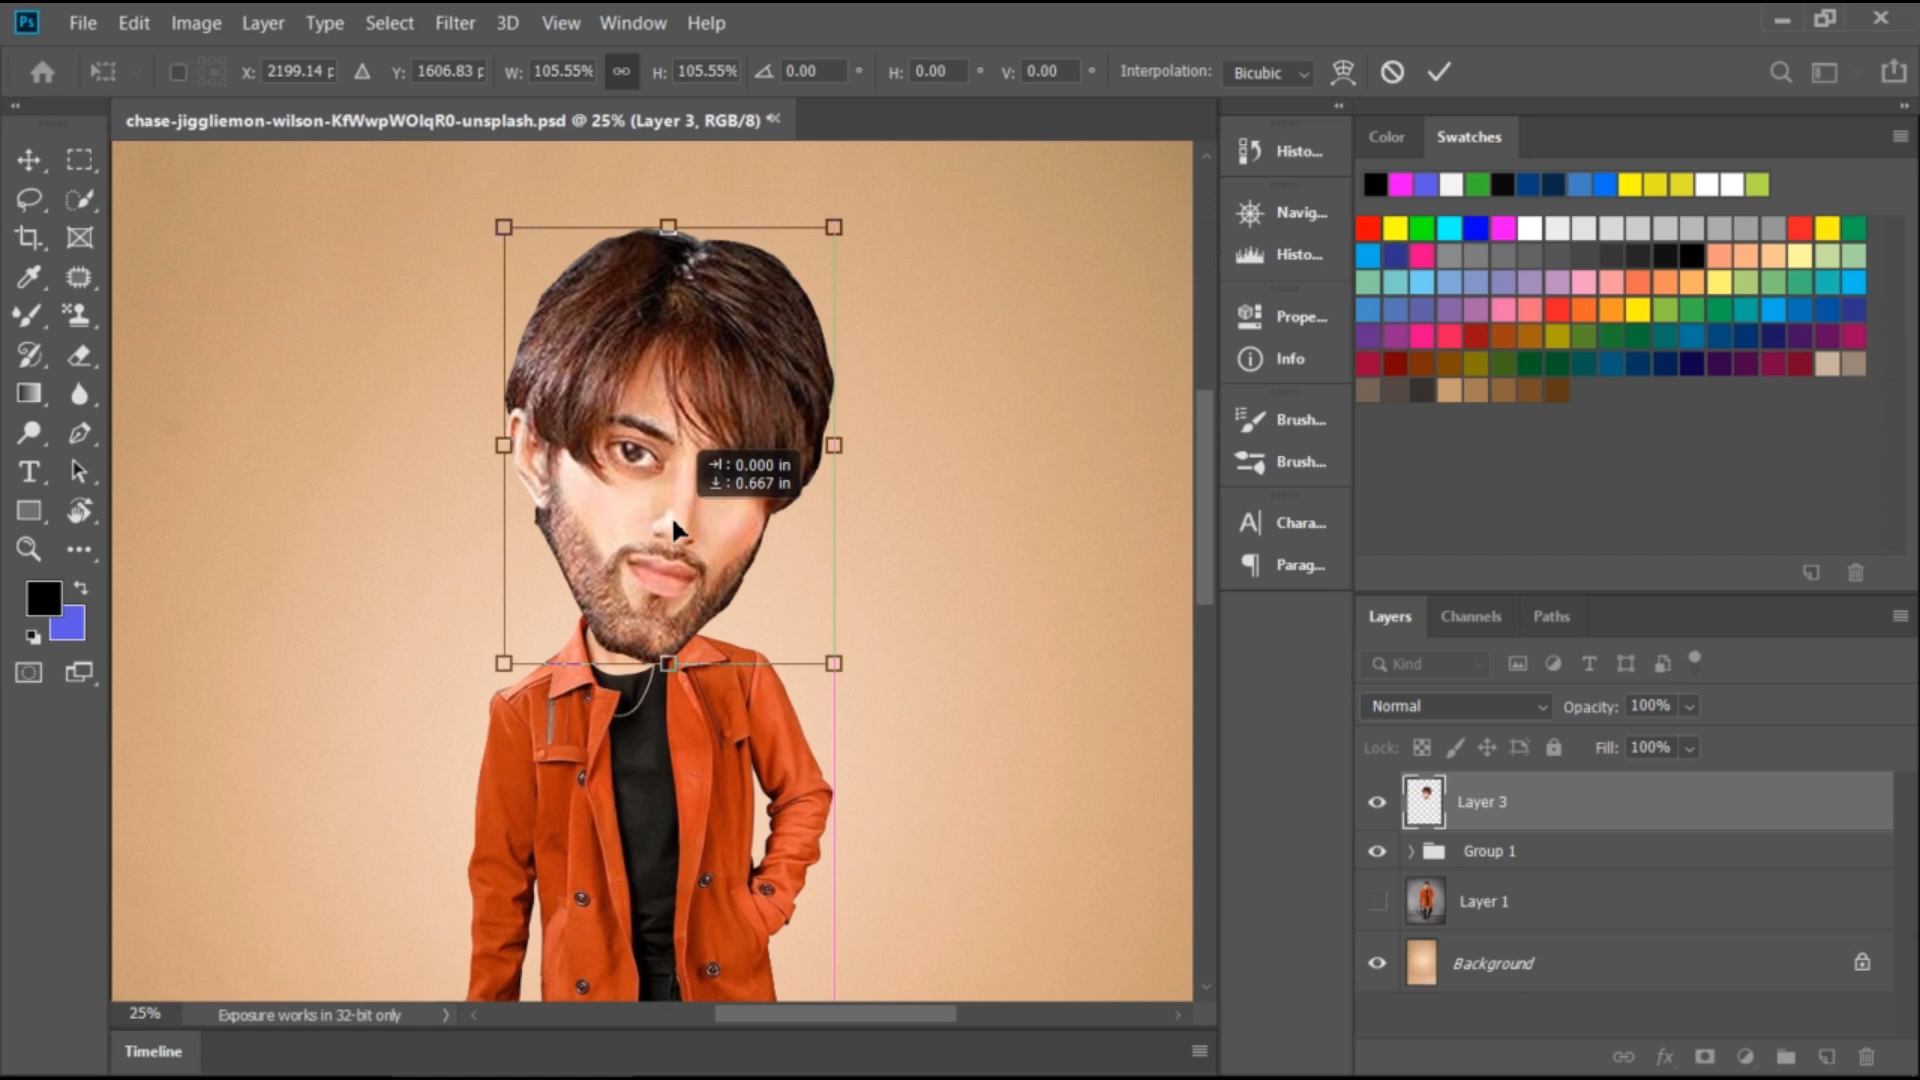 Ps File Edit Image Layer Type Select Filter 3D View Window Help
X: 2199.14 p Y: 1606.83 p W: 105.55% H: 105.55% 0.00 ° H: 0.00 ° V: 0.00 ° Interpolation: Bicubic
chase-jiggliemon-wilson-KfWwpWOlqR0-unsplash.psd @ 25% (Layer 3, RGB/8) *
Histo...
Navig...
Histo...
Prope...
Info
Brush...
Brush...
Chara...
Parag...
Color Swatches
→|: 0.000 in
↓: 0.667 in
Layers Channels Paths
Kind
Normal Opacity: 100%
Lock: Fill: 100%
Layer 3
Group 1
Layer 1
Background
fx
25% Exposure works in 32-bit only
Timeline